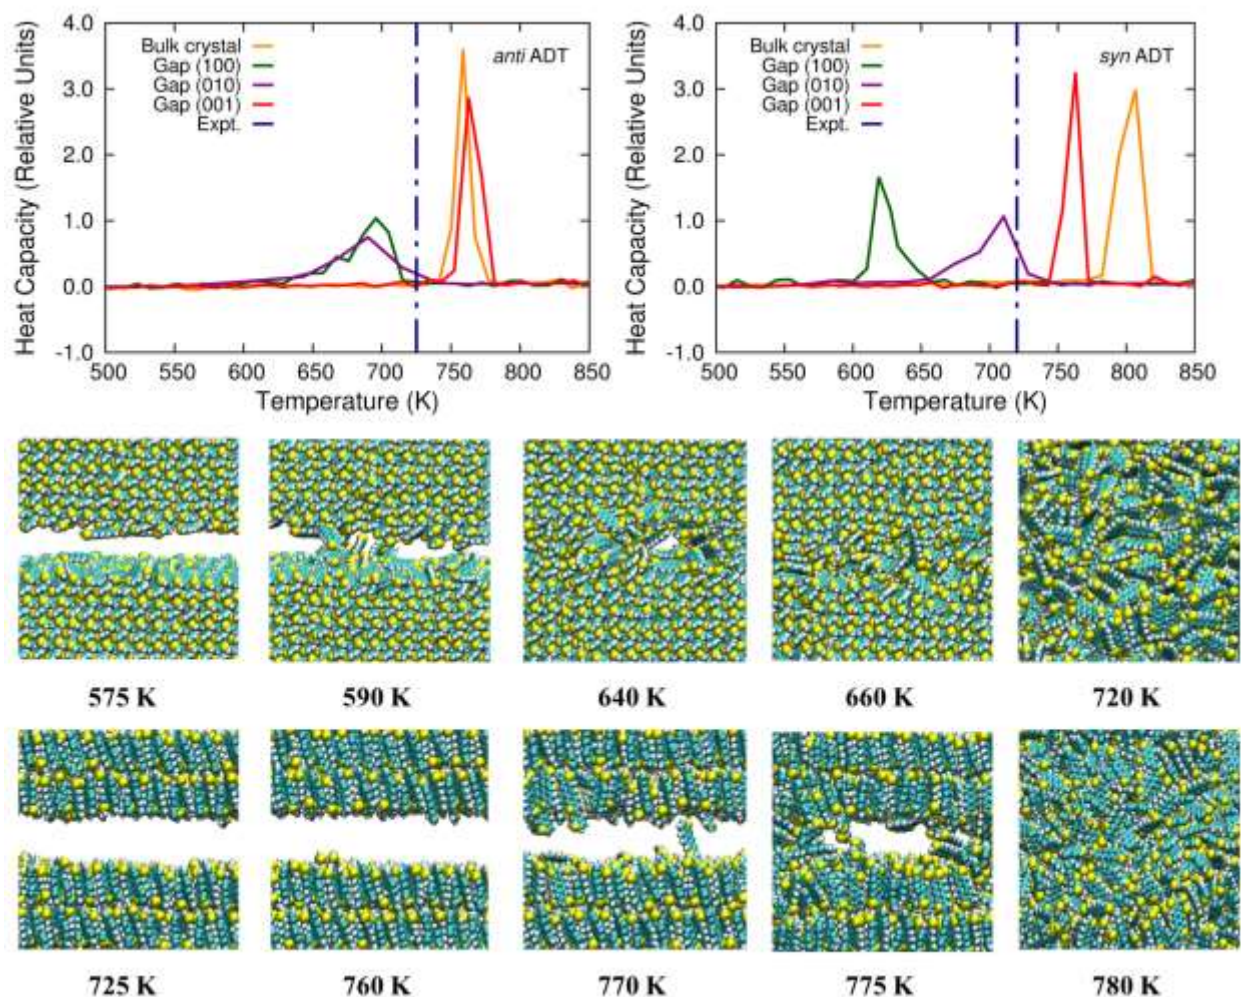 4.0
3.0
2.0
1.0
0.0
-1.0
Heat Capacity (Relative Units)
Bulk crystal
Gap (100)
Gap (010)
Gap (001)
Expt.
anti ADT
500 550 600 650 700 750 800 850
Temperature (K)
4.0
3.0
2.0
1.0
0.0
-1.0
Heat Capacity (Relative Units)
Bulk crystal
Gap (100)
Gap (010)
Gap (001)
Expt.
syn ADT
500 550 600 650 700 750 800 850
Temperature (K)
575 K 590 K 640 K 660 K 720 K
725 K 760 K 770 K 775 K 780 K